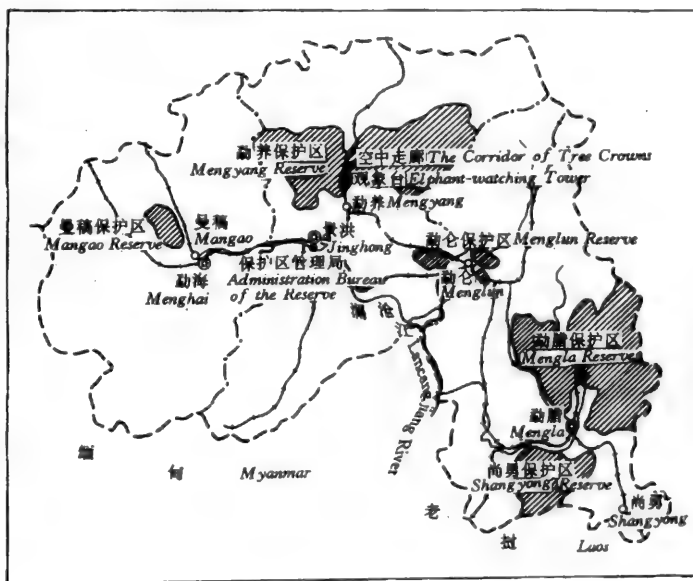 勐养保护区
Mengyang Reserve
空中走廊 The Corridor of Tree Crowns
观象台 Elphant-watching Tower
勐养 Mengyang
曼稿保护区
Mangao Reserve
曼稿
Mangao
景洪
Jinghong
勐仑保护区 Menglun Reserve
勐海
Menghai
保护区管理局
Administration Bureau
of the Reserve
勐仑
Menglun
澜沧江
Lancang Jiang River
勐腊保护区
Mengla Reserve
勐腊
Mengla
尚勇保护区
Shangyong Reserve
尚勇
Shangyong
缅甸
Myanmar
老挝
Luos